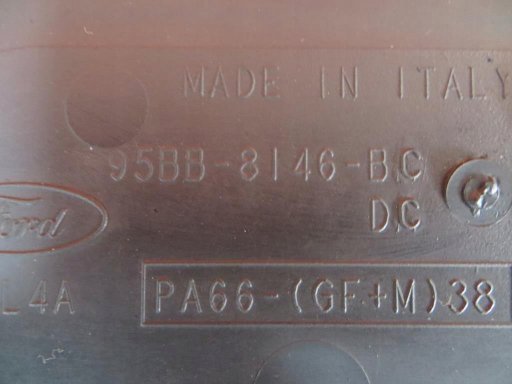 MADE IN ITALY
95BB-8146-BC
DC
Ford
L4A
PA66-(GF+M)38